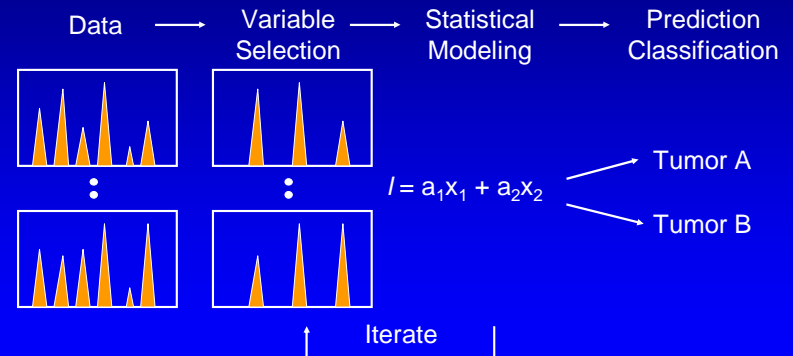 Data
Variable
Selection
Statistical
Modeling
Prediction
Classification
l = a₁x₁ + a₂x₂
Tumor A
Tumor B
Iterate